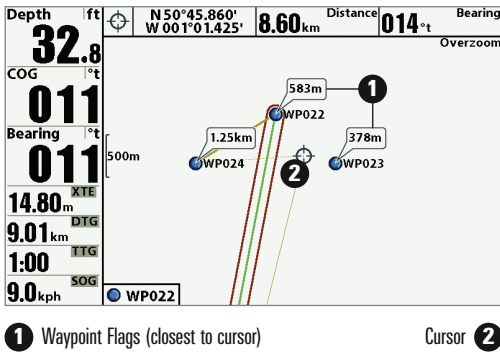 Depth ft
32.8
COG °t
011
Bearing °t
011
XTE
14.80m
DTG
9.01km
TTG
1:00
SOG
9.0kph
N 50°45.860'
W 001°01.425'
Distance
8.60km
Bearing
014°t
Overzoom
583m
1
WP022
1.25km
378m
500m
WP024
2
WP023
WP022
1 Waypoint Flags (closest to cursor)
Cursor 2